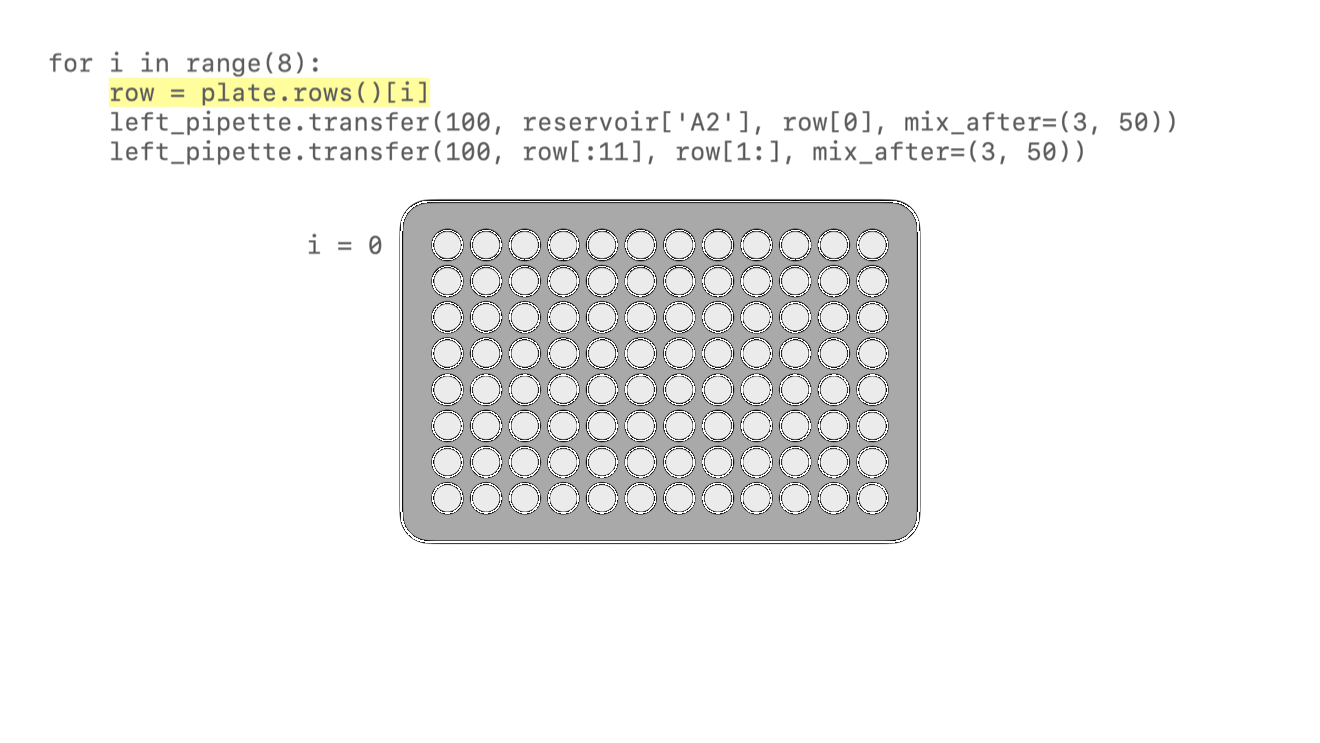 for i in range(8):
row = plate.rows()[i]
left_pipette.transfer(100, reservoir['A2'], row[0], mix_after=(3, 50))
left_pipette.transfer(100, row[:11], row[1:], mix_after=(3, 50))
i = 0